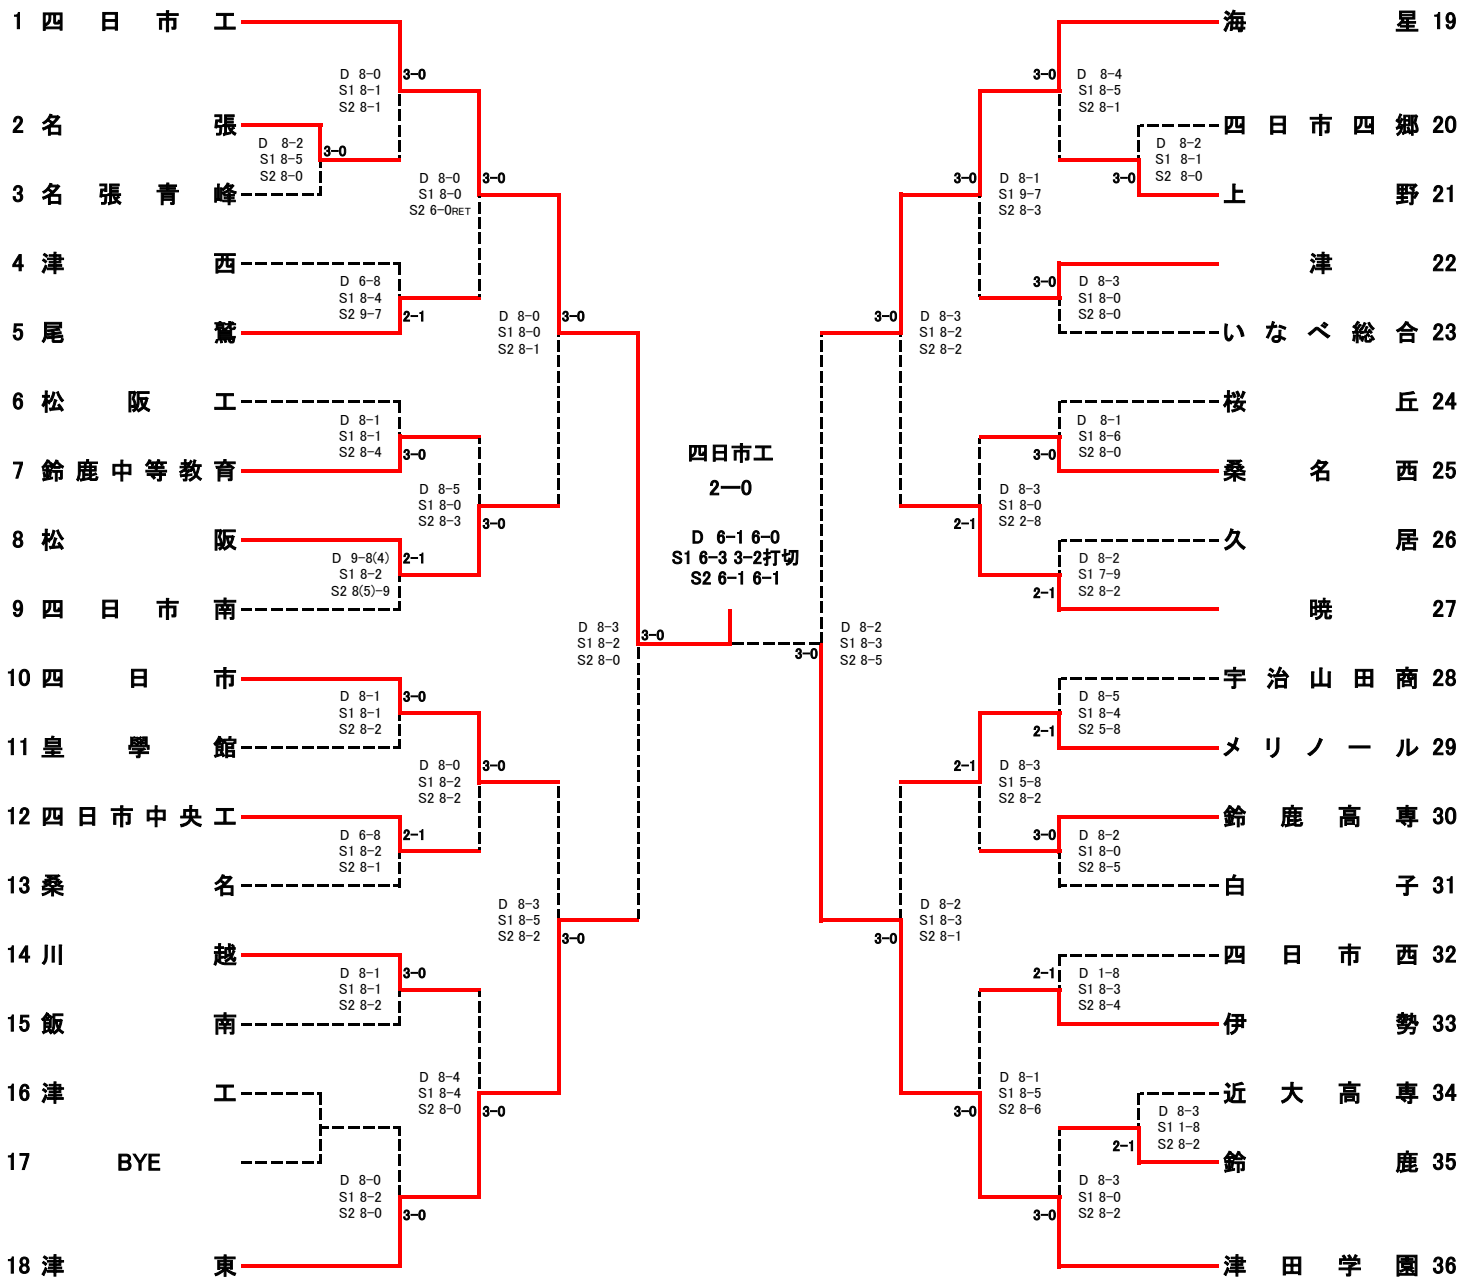 1 四日市工
D 8-0
S1 8-1
S2 8-1
3-0
2 名張
D 8-2
S1 8-5
S2 8-0
3-0
3 名張青峰
D 8-0
S1 8-0
S2 6-0RET
3-0
4 津西
D 6-8
S1 8-4
S2 9-7
2-1
5 尾鷲
D 8-0
S1 8-0
S2 8-1
3-0
6 松阪工
D 8-1
S1 8-1
S2 8-4
3-0
7 鈴鹿中等教育
D 8-5
S1 8-0
S2 8-3
3-0
8 松阪
D 9-8(4)
S1 8-2
S2 8(5)-9
2-1
9 四日市南
D 8-3
S1 8-2
S2 8-0
3-0
10 四日市
D 8-1
S1 8-1
S2 8-2
3-0
11 皇學館
D 8-0
S1 8-2
S2 8-2
3-0
12 四日市中央工
D 6-8
S1 8-2
S2 8-1
2-1
13 桑名
D 8-3
S1 8-5
S2 8-2
3-0
14 川越
D 8-1
S1 8-1
S2 8-2
3-0
15 飯南
D 8-4
S1 8-4
S2 8-0
3-0
16 津工
17 BYE
D 8-0
S1 8-2
S2 8-0
3-0
18 津東
四日市工
2―0
D 6-1 6-0
S1 6-3 3-2打切
S2 6-1 6-1
海星 19
3-0
D 8-4
S1 8-5
S2 8-1
四日市四郷 20
D 8-2
S1 8-1
S2 8-0
3-0
上野 21
3-0
D 8-1
S1 9-7
S2 8-3
津 22
3-0
D 8-3
S1 8-0
S2 8-0
いなべ総合 23
3-0
D 8-3
S1 8-2
S2 8-2
桜丘 24
D 8-1
S1 8-6
S2 8-0
3-0
桑名西 25
D 8-3
S1 8-0
S2 2-8
2-1
久居 26
D 8-2
S1 7-9
S2 8-2
2-1
暁 27
D 8-2
S1 8-3
S2 8-5
3-0
宇治山田商 28
D 8-5
S1 8-4
S2 5-8
2-1
メリノール 29
2-1
D 8-3
S1 5-8
S2 8-2
鈴鹿高専 30
3-0
D 8-2
S1 8-0
S2 8-5
白子 31
D 8-2
S1 8-3
S2 8-1
3-0
四日市西 32
2-1
D 1-8
S1 8-3
S2 8-4
伊勢 33
D 8-1
S1 8-5
S2 8-6
3-0
近大高専 34
D 8-3
S1 1-8
S2 8-2
2-1
鈴鹿 35
D 8-3
S1 8-0
S2 8-2
3-0
津田学園 36